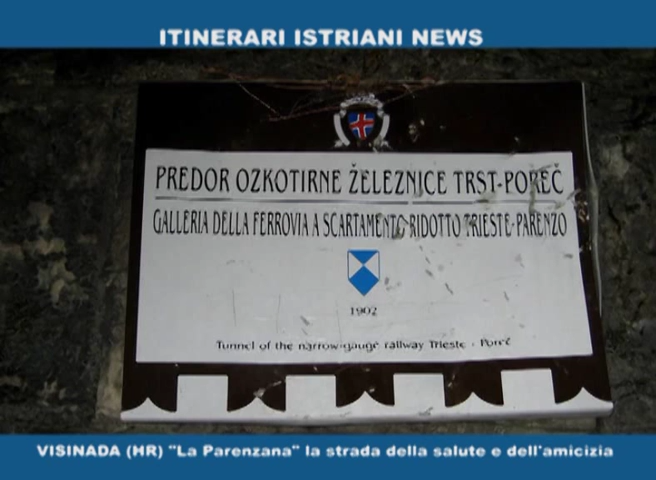 ITINERARI ISTRIANI NEWS
PREDOR OZKOTIRNE ŽELEZNICE TRST-POREČ
GALLERIA DELLA FERROVIA A SCARTAMENTO RIDOTTO TRIESTE-PARENZO
1902
Tunnel of the narrow-gauge railway Trieste - Poreč
VISINADA (HR) "La Parenzana" la strada della salute e dell'amicizia